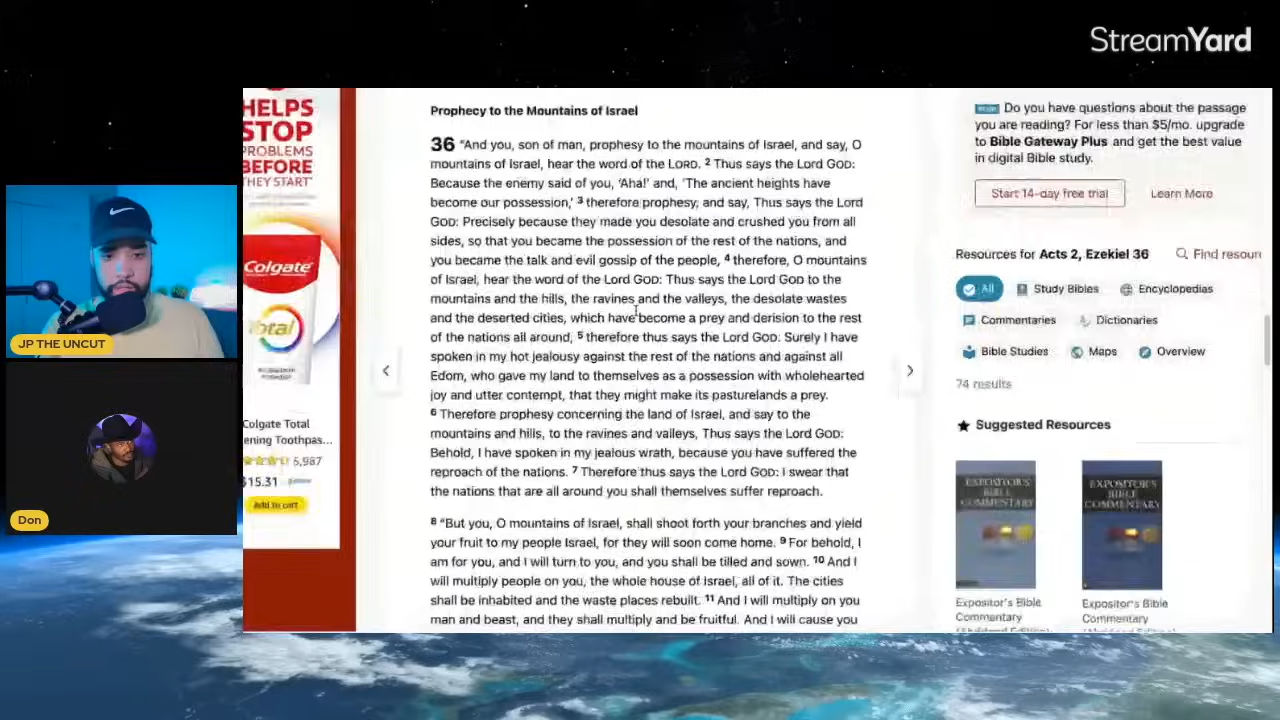 StreamYard
HELPS
STOP
PROBLEMS
BEFORE
THEY START
Colgate
Total
Colgate Total
ening Toothpas...
5,987
$15.31
Add to cart
JP THE UNCUT
Don
Prophecy to the Mountains of Israel
36 “And you, son of man, prophesy to the mountains of Israel, and say, O
mountains of Israel, hear the word of the LORD. 2 Thus says the Lord GOD:
Because the enemy said of you, ‘Aha!’ and, ‘The ancient heights have
become our possession,’ 3 therefore prophesy, and say, Thus says the Lord
GOD: Precisely because they made you desolate and crushed you from all
sides, so that you became the possession of the rest of the nations, and
you became the talk and evil gossip of the people, 4 therefore, O mountains
of Israel, hear the word of the Lord GOD: Thus says the Lord GOD to the
mountains and the hills, the ravines and the valleys, the desolate wastes
and the deserted cities, which have become a prey and derision to the rest
of the nations all around, 5 therefore thus says the Lord GOD: Surely I have
spoken in my hot jealousy against the rest of the nations and against all
Edom, who gave my land to themselves as a possession with wholehearted
joy and utter contempt, that they might make its pasturelands a prey.
6 Therefore prophesy concerning the land of Israel, and say to the
mountains and hills, to the ravines and valleys, Thus says the Lord GOD:
Behold, I have spoken in my jealous wrath, because you have suffered the
reproach of the nations. 7 Therefore thus says the Lord GOD: I swear that
the nations that are all around you shall themselves suffer reproach.
8 “But you, O mountains of Israel, shall shoot forth your branches and yield
your fruit to my people Israel, for they will soon come home. 9 For behold, I
am for you, and I will turn to you, and you shall be tilled and sown. 10 And I
will multiply people on you, the whole house of Israel, all of it. The cities
shall be inhabited and the waste places rebuilt. 11 And I will multiply on you
man and beast, and they shall multiply and be fruitful. And I will cause you
Do you have questions about the passage
you are reading? For less than $5/mo. upgrade
to Bible Gateway Plus and get the best value
in digital Bible study.
Start 14-day free trial
Learn More
Resources for Acts 2, Ezekiel 36
Find resourc
All
Study Bibles
Encyclopedias
Commentaries
Dictionaries
Bible Studies
Maps
Overview
74 results
Suggested Resources
EXPOSITOR'S
BIBLE
COMMENTARY
EXPOSITOR'S
BIBLE
COMMENTARY
Expositor's Bible
Commentary
Expositor's Bible
Commentary